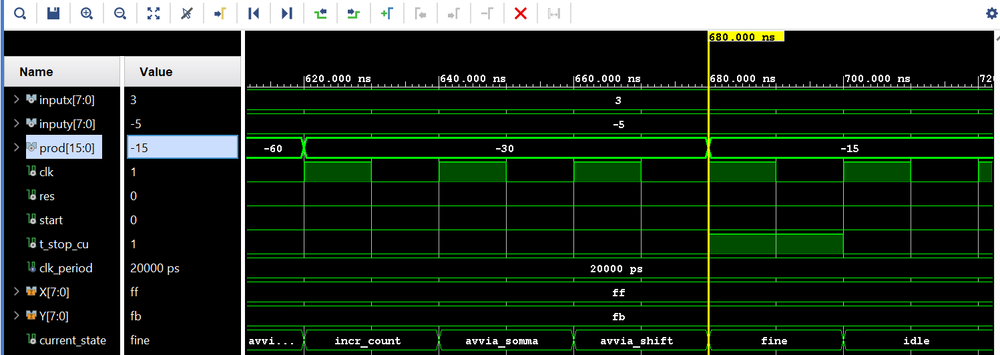 680.000 ns
Name Value
620.000 ns 640.000 ns 660.000 ns 680.000 ns 700.000 ns 720
inputx[7:0] 3 3
inputy[7:0] -5 -5
prod[15:0] -15 -60 -30 -15
clk 1
res 0
start 0
t_stop_cu 1
clk_period 20000 ps 20000 ps
X[7:0] ff ff
Y[7:0] fb fb
current_state fine avvi... incr_count avvia_somma avvia_shift fine idle